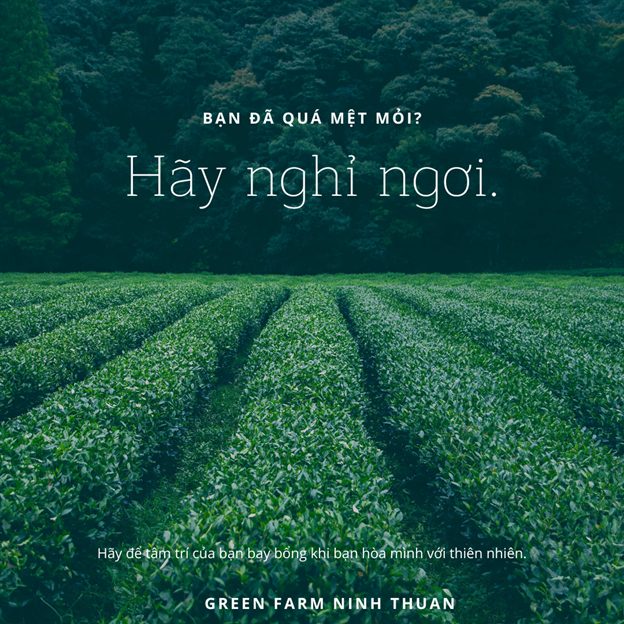 BẠN ĐÃ QUÁ MỆT MỎI?
Hãy nghỉ ngơi.
Hãy để tâm trí của bạn bay bổng khi bạn hòa mình với thiên nhiên.
GREEN FARM NINH THUAN